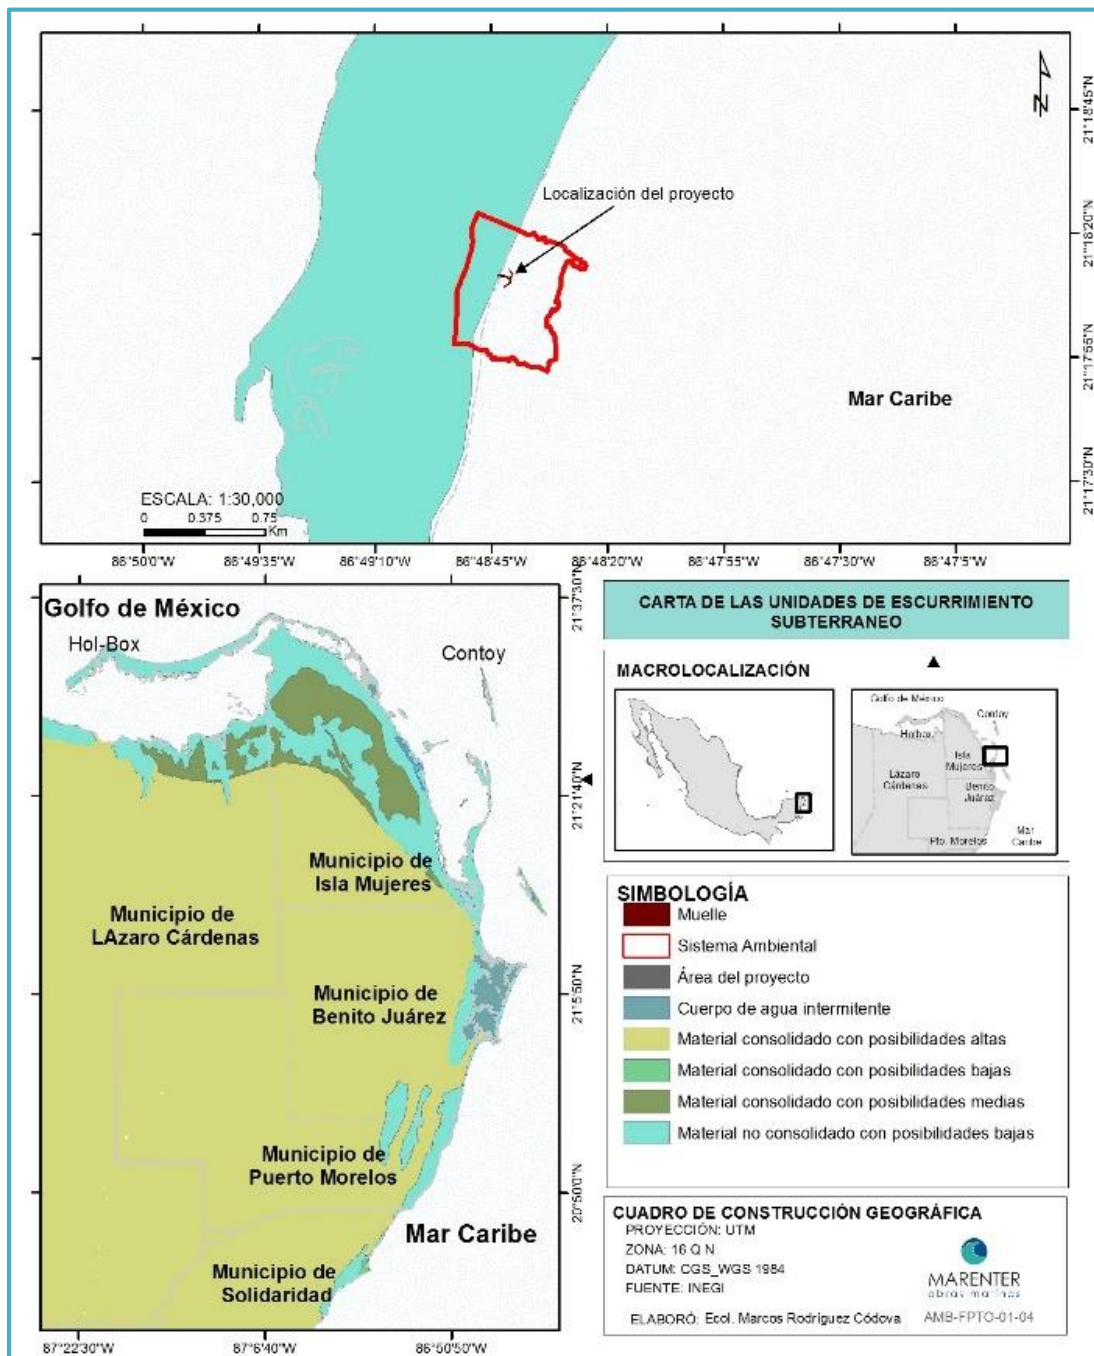 N
21°18'45"N
Localización del proyecto
21°18'20"N
21°17'55"N
Mar Caribe
21°17'30"N
ESCALA: 1:30,000
0 0.375 0.75
Km
86°50'0"W 86°49'35"W 86°49'10"W 86°48'45"W 86°48'20"W 86°47'55"W 86°47'30"W 86°47'5"W
Golfo de México
Hol-Box
Contoy
21°37'30"N
21°21'40"N
Municipio de
Isla Mujeres
Municipio de
LAzaro Cárdenas
21°5'50"N
Municipio de
Benito Juárez
Municipio de
Puerto Morelos
20°50'0"N
Mar Caribe
Municipio de
Solidaridad
87°22'30"W 87°6'40"W 86°50'50"W
CARTA DE LAS UNIDADES DE ESCURRIMIENTO
SUBTERRANEO
MACROLOCALIZACIÓN
Golfo de México
Contoy
Holbox
Isla
Mujeres
Lázaro
Cárdenas
Benito
Juárez
Mar
Caribe
Pto. Morelos
SIMBOLOGÍA
Muelle
Sistema Ambiental
Área del proyecto
Cuerpo de agua intermitente
Material consolidado con posibilidades altas
Material consolidado con posibilidades bajas
Material consolidado con posibilidades medias
Material no consolidado con posibilidades bajas
CUADRO DE CONSTRUCCIÓN GEOGRÁFICA
PROYECCIÓN: UTM
ZONA: 16 Q N
DATUM: CGS_WGS 1984
FUENTE: INEGI
ELABORÓ: Ecol. Marcos Rodríguez Códova
MARENTER
obras marinas
AMB-FPTO-01-04